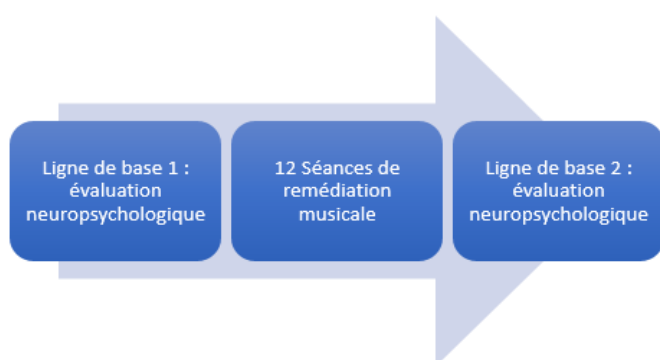 Ligne de base 1 :
évaluation
neuropsychologique
12 Séances de
remédiation
musicale
Ligne de base 2 :
évaluation
neuropsychologique